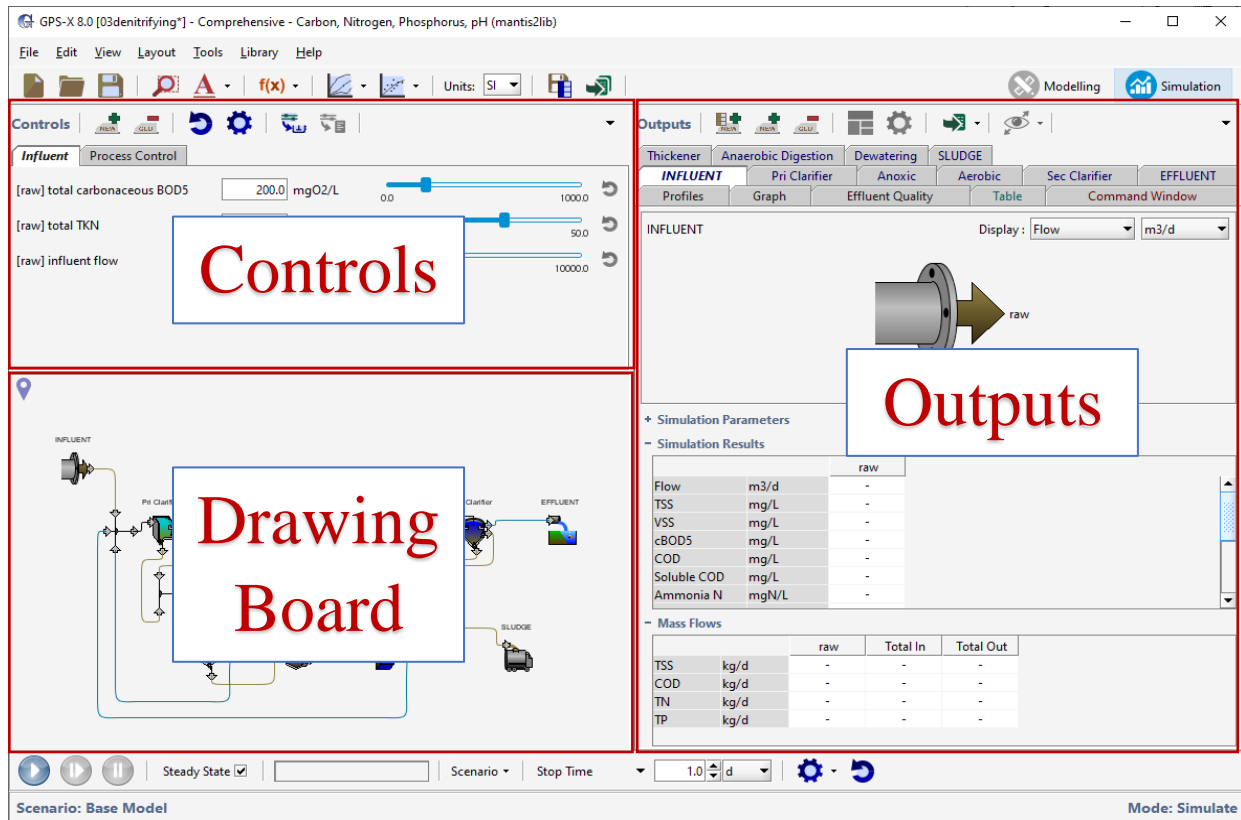 GPS-X 8.0 [03denitrifying*] - Comprehensive - Carbon, Nitrogen, Phosphorus, pH (mantis2lib)
File Edit View Layout Tools Library Help
A f(x) Units: SI Modelling Simulation
Controls NEW GLU
Influent Process Control
[raw] total carbonaceous BOD5 200.0 mgO2/L 0.0 1000.0
[raw] total TKN 50.0
[raw] influent flow 10000.0
Controls
INFLUENT
Pri Clarifi
Clarifier
EFFLUENT
SLUDGE
Drawing
Board
Outputs NEW NEW GLU
Thickener Anaerobic Digestion Dewatering SLUDGE
INFLUENT Pri Clarifier Anoxic Aerobic Sec Clarifier EFFLUENT
Profiles Graph Effluent Quality Table Command Window
INFLUENT Display : Flow m3/d
raw
Outputs
+ Simulation Parameters
- Simulation Results
raw
Flow m3/d -
TSS mg/L -
VSS mg/L -
cBOD5 mg/L -
COD mg/L -
Soluble COD mg/L -
Ammonia N mgN/L -
- Mass Flows
raw Total In Total Out
TSS kg/d - - -
COD kg/d - - -
TN kg/d - - -
TP kg/d - - -
Steady State Scenario Stop Time 1.0 d
Scenario: Base Model Mode: Simulate